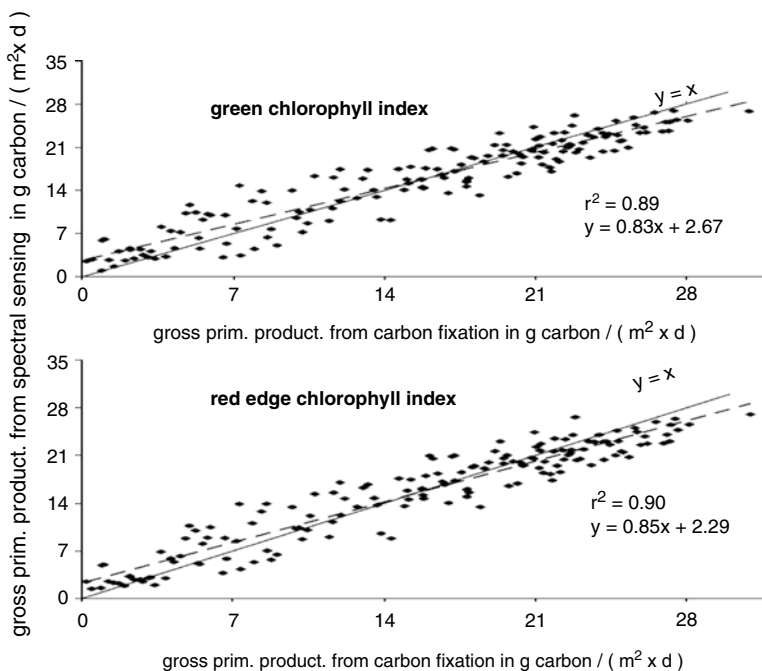 gross prim. product. from spectral sensing in g carbon / ( m²x d )
35
28
21
14
7
0
green chlorophyll index
y = x
r² = 0.89
y = 0.83x + 2.67
0 7 14 21 28
gross prim. product. from carbon fixation in g carbon / ( m² x d )
35
28
21
14
7
0
red edge chlorophyll index
y = x
r² = 0.90
y = 0.85x + 2.29
0 7 14 21 28
gross prim. product. from carbon fixation in g carbon / ( m² x d )